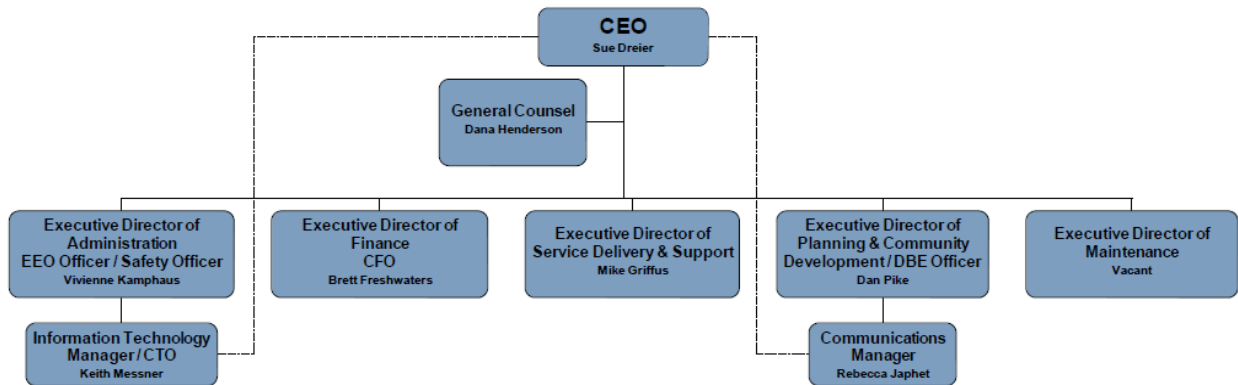 CEO
Sue Dreier
General Counsel
Dana Henderson
Executive Director of
Administration
EEO Officer / Safety Officer
Vivienne Kamphaus
Executive Director of
Finance
CFO
Brett Freshwaters
Executive Director of
Service Delivery & Support
Mike Griffus
Executive Director of
Planning & Community
Development / DBE Officer
Dan Pike
Executive Director of
Maintenance
Vacant
Information Technology
Manager / CTO
Keith Messner
Communications
Manager
Rebecca Japhet